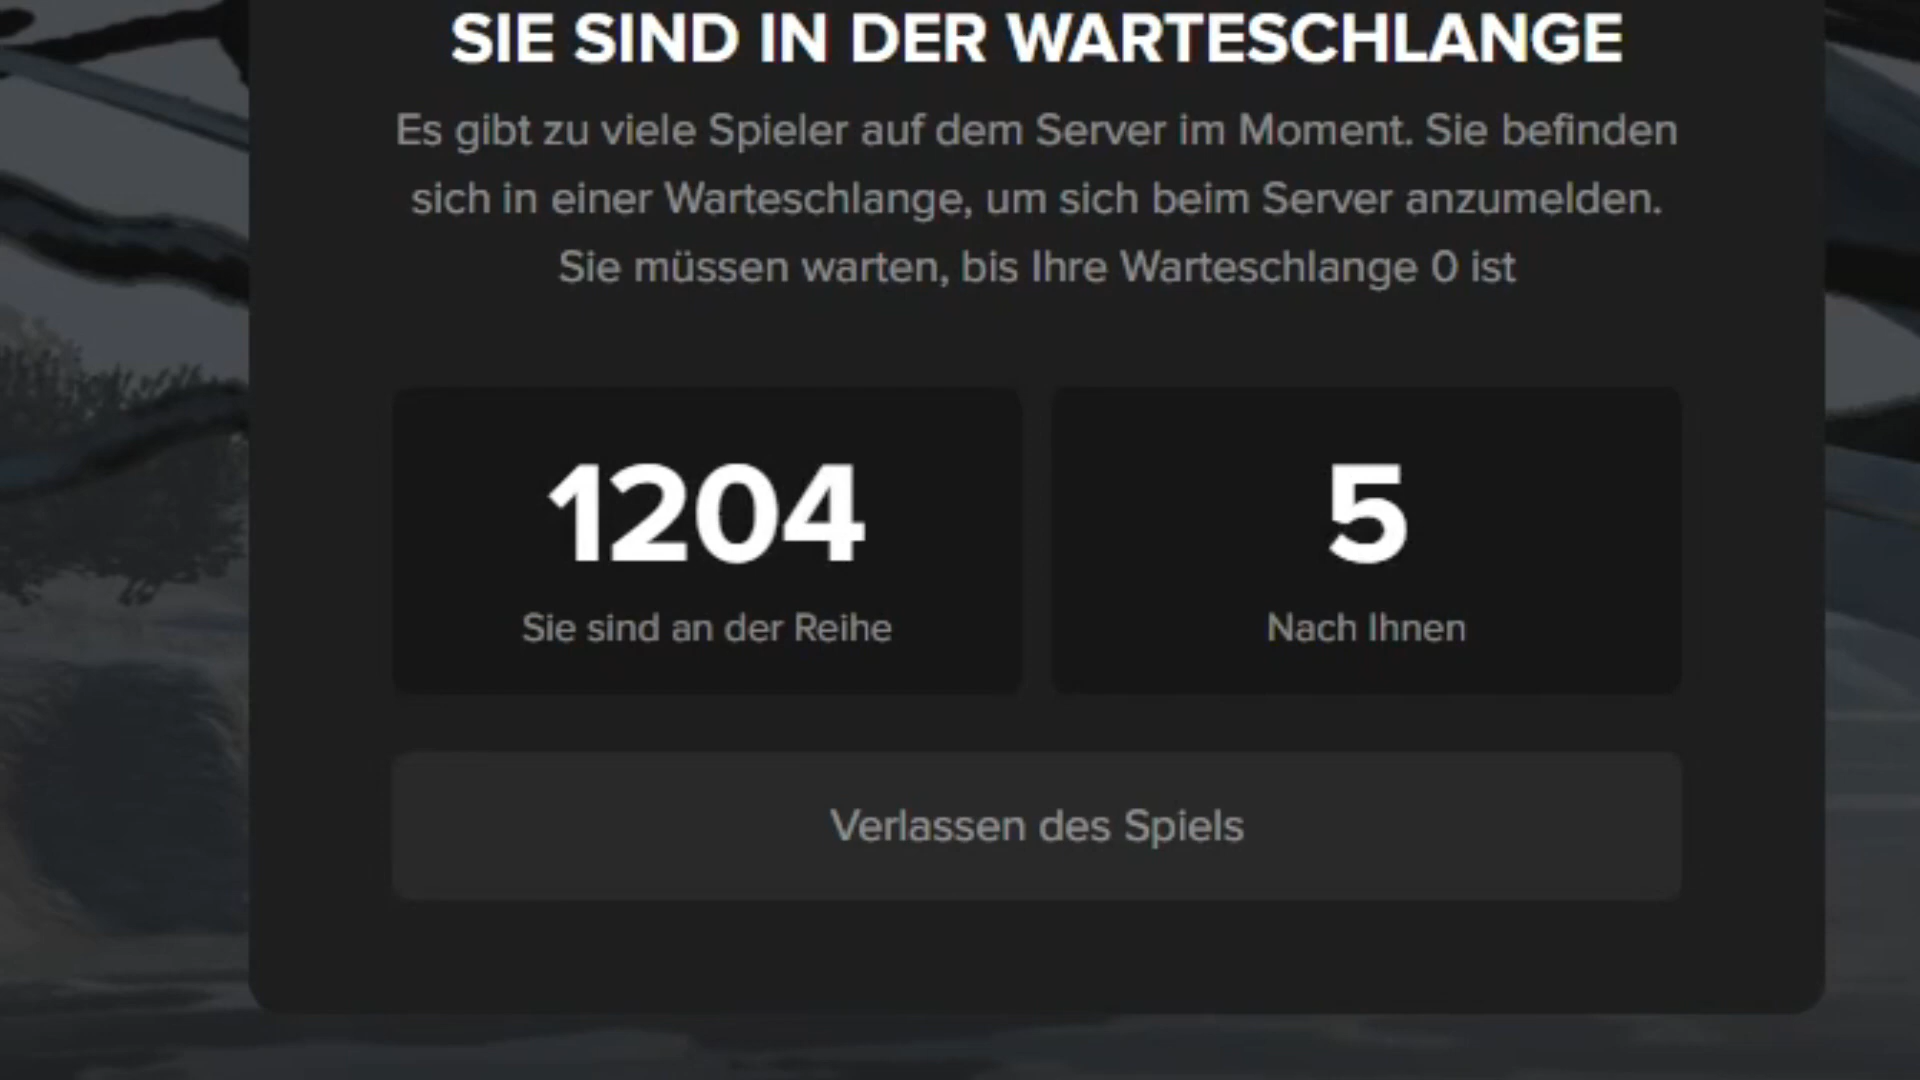 SIE SIND IN DER WARTESCHLANGE
Es gibt zu viele Spieler auf dem Server im Moment. Sie befinden
sich in einer Warteschlange, um sich beim Server anzumelden.
Sie müssen warten, bis Ihre Warteschlange 0 ist
1204
Sie sind an der Reihe
5
Nach Ihnen
Verlassen des Spiels